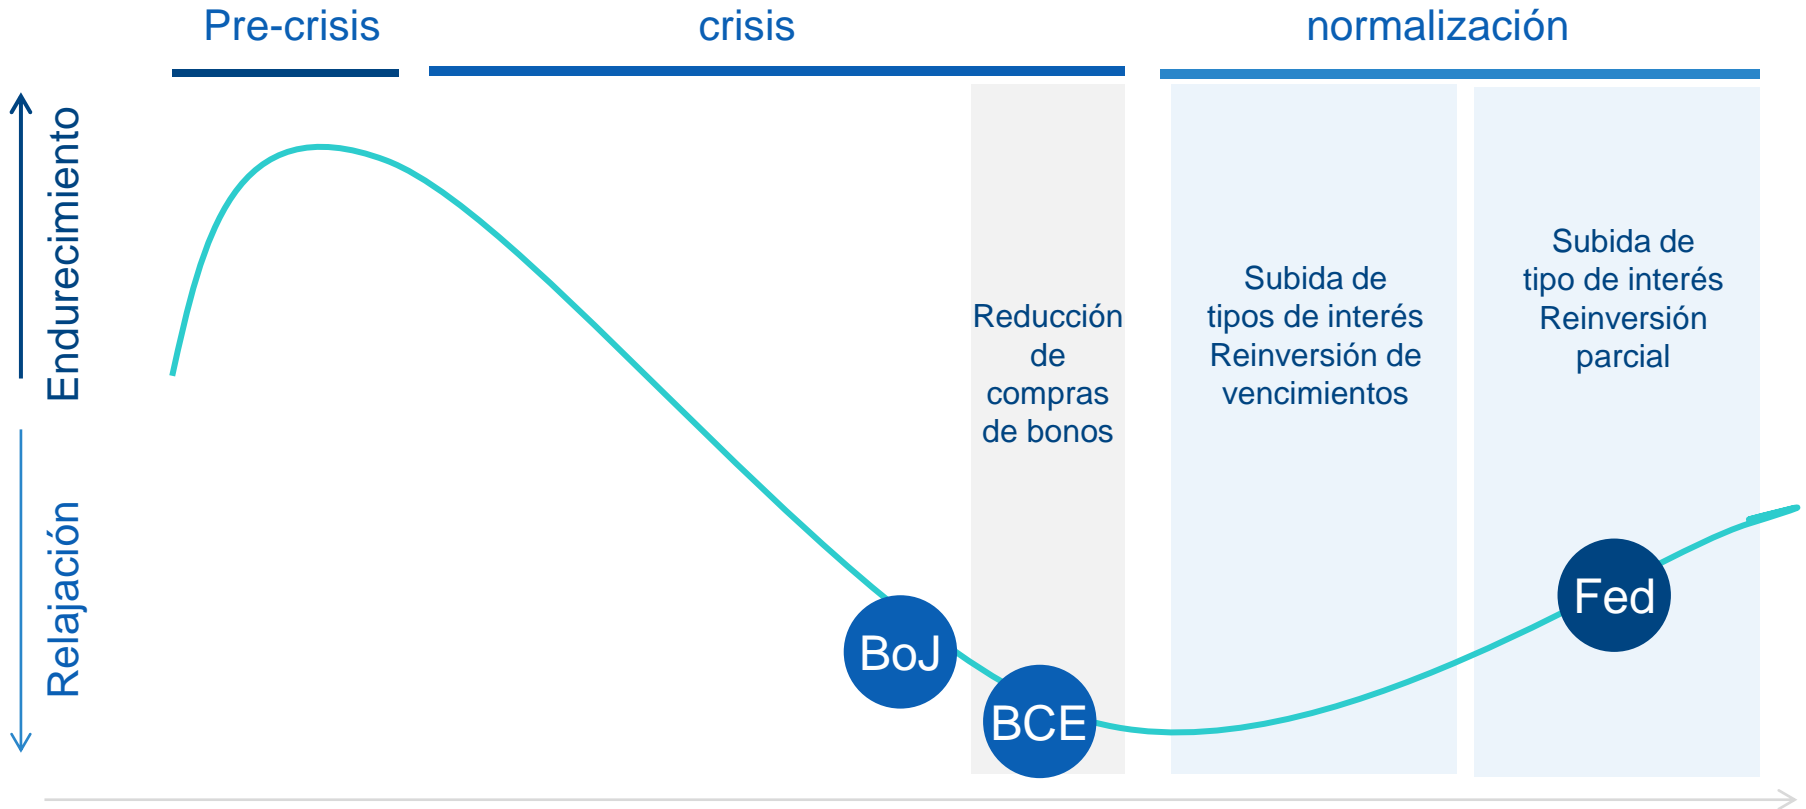 Pre-crisis
crisis
normalización
Endurecimiento
Relajación
Reducción
de
compras
de bonos
Subida de
tipos de interés
Reinversión de
vencimientos
Subida de
tipo de interés
Reinversión
parcial
BoJ
BCE
Fed